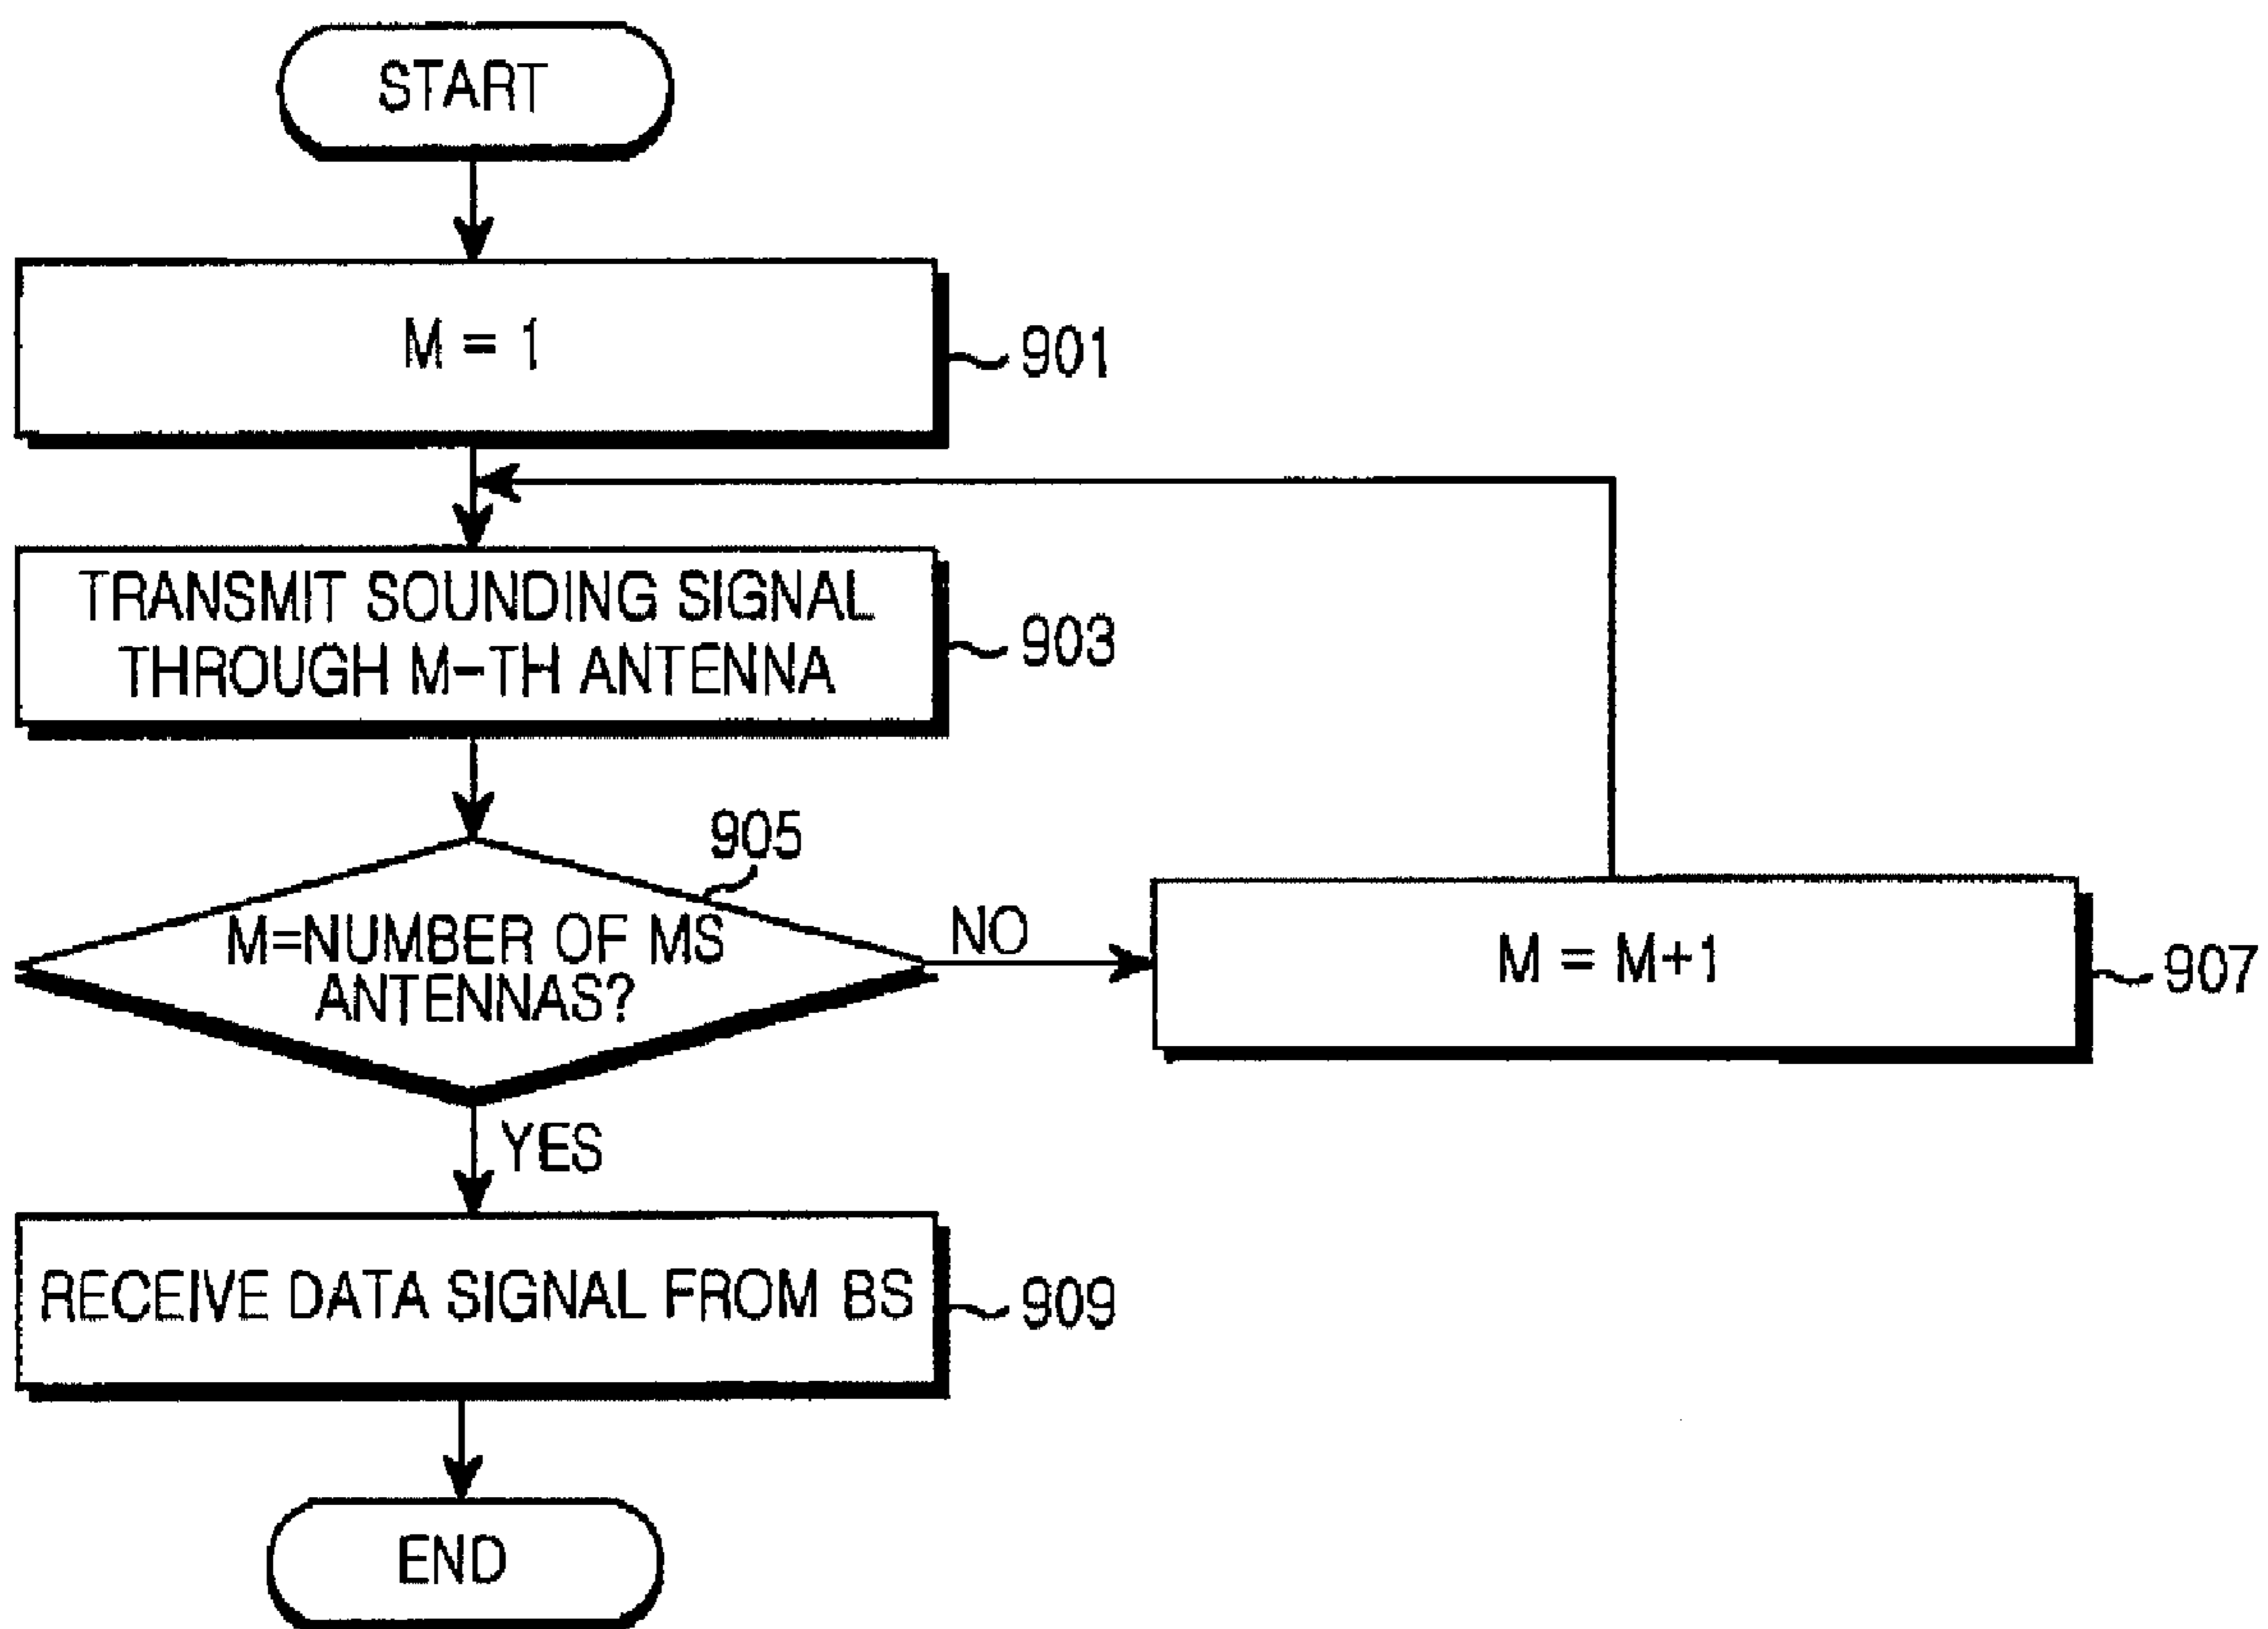 START
M = 1
901
TRANSMIT SOUNDING SIGNAL
THROUGH M-TH ANTENNA
903
905
M=NUMBER OF MS
ANTENNAS?
NO
M = M+1
907
YES
RECEIVE DATA SIGNAL FROM BS
909
END